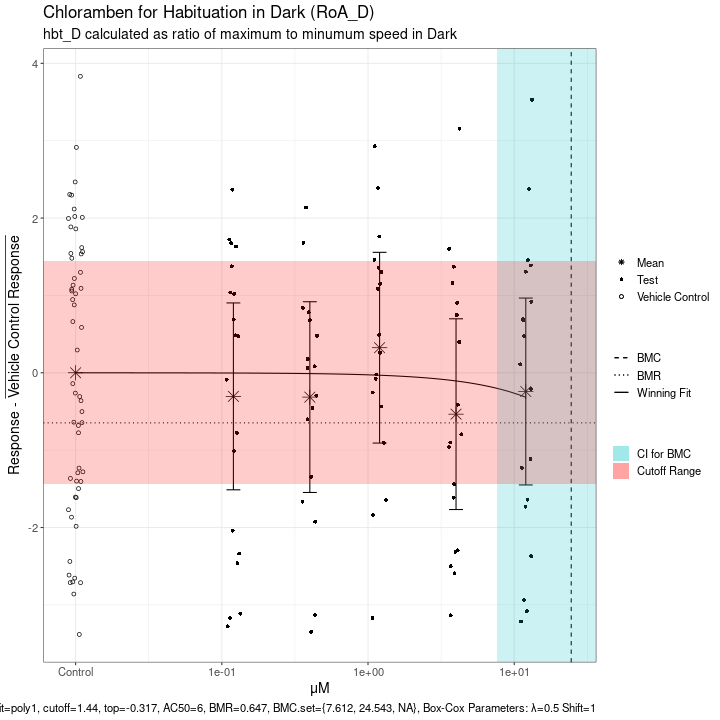 Chloramben for Habituation in Dark (RoA_D)
hbt_D calculated as ratio of maximum to minumum speed in Dark
4
2
0
-2
Response - Vehicle Control Response
Control
1e-01
1e+00
1e+01
µM
Mean
Test
Vehicle Control
BMC
BMR
Winning Fit
CI for BMC
Cutoff Range
it=poly1, cutoff=1.44, top=-0.317, AC50=6, BMR=0.647, BMC.set={7.612, 24.543, NA}, Box-Cox Parameters: λ=0.5 Shift=1